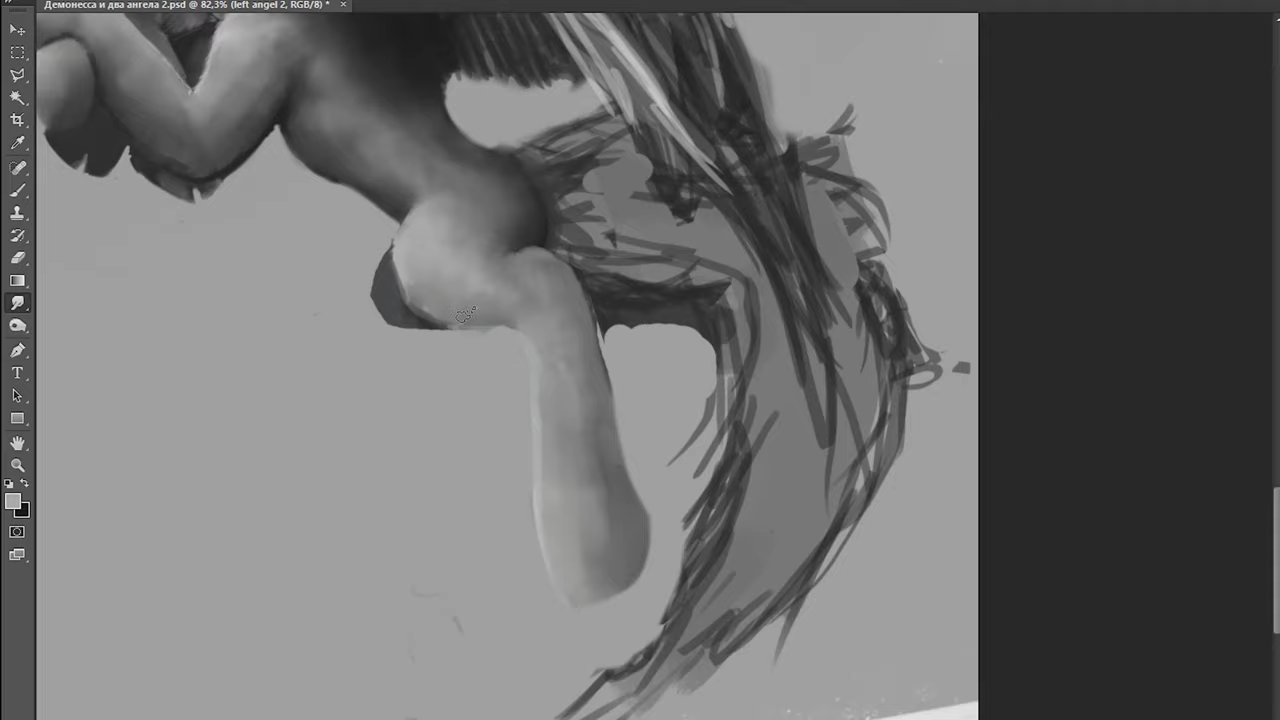 Демонесса и два ангела 2.psd @ 82,3% (left angel 2, RGB/8) * ×